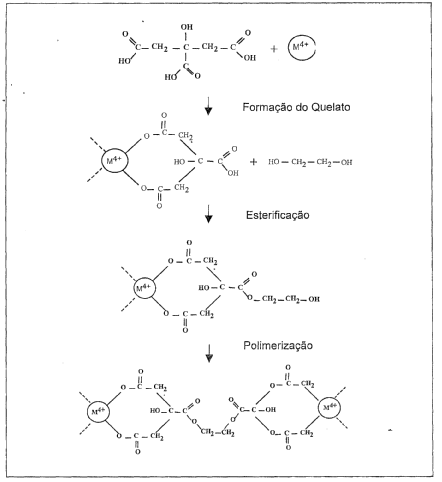 OH
O O
C — CH2 — C — CH2 — C + M4+
HO OH
HO C O
Formação do Quelato
O
O — C — CH2 O
M4+ HO — C — C + HO — CH2 — CH2 — OH
OH
O — C — CH2
O
Esterificação
O
O — C — CH2 O
M4+ HO — C — C
O — CH2 — CH2 — OH
O — C — CH2
O
Polimerização
O O
O — C — CH2 O O CH2 — C — O
M4+ HO — C — C C — C — OH M4+
O O
CH2 — CH2
O — C — CH2 CH2 — C — O
O O